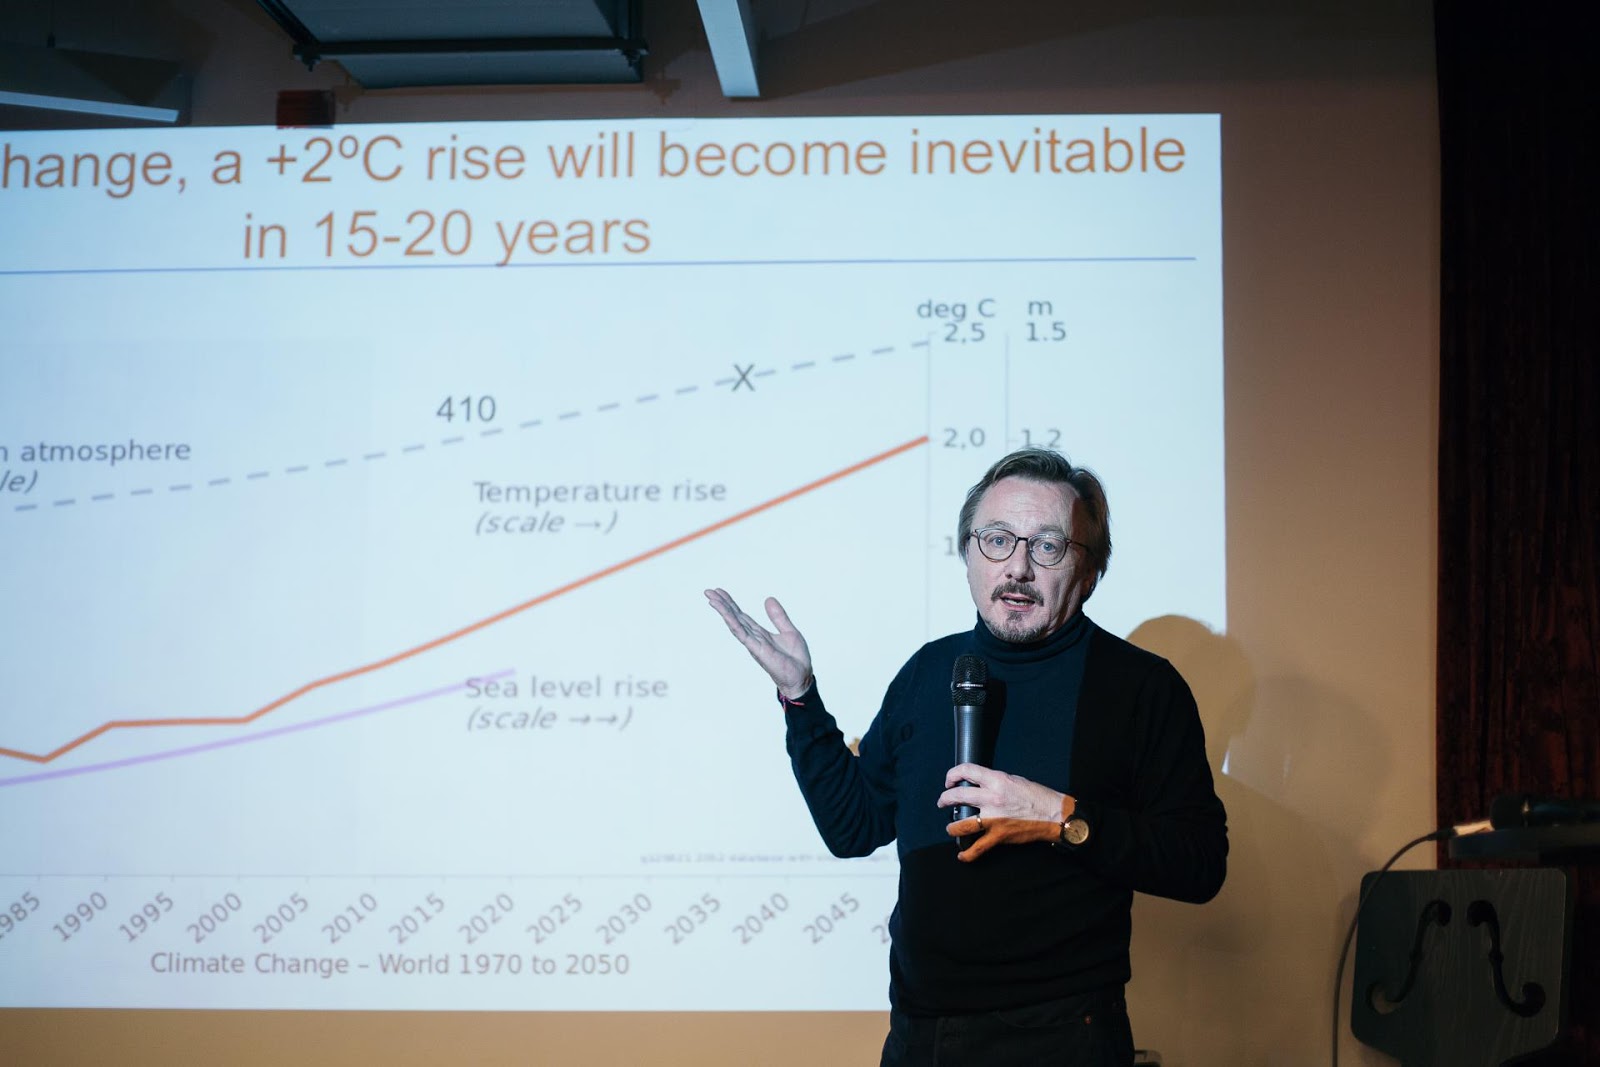 hange, a +2ºC rise will become inevitable
in 15-20 years
deg C m
2,5 1.5
410
X
2,0 1.2
n atmosphere
le)
Temperature rise
(scale →)
1
Sea level rise
(scale →→)
1985 1990 1995 2000 2005 2010 2015 2020 2025 2030 2035 2040 2045
Climate Change – World 1970 to 2050